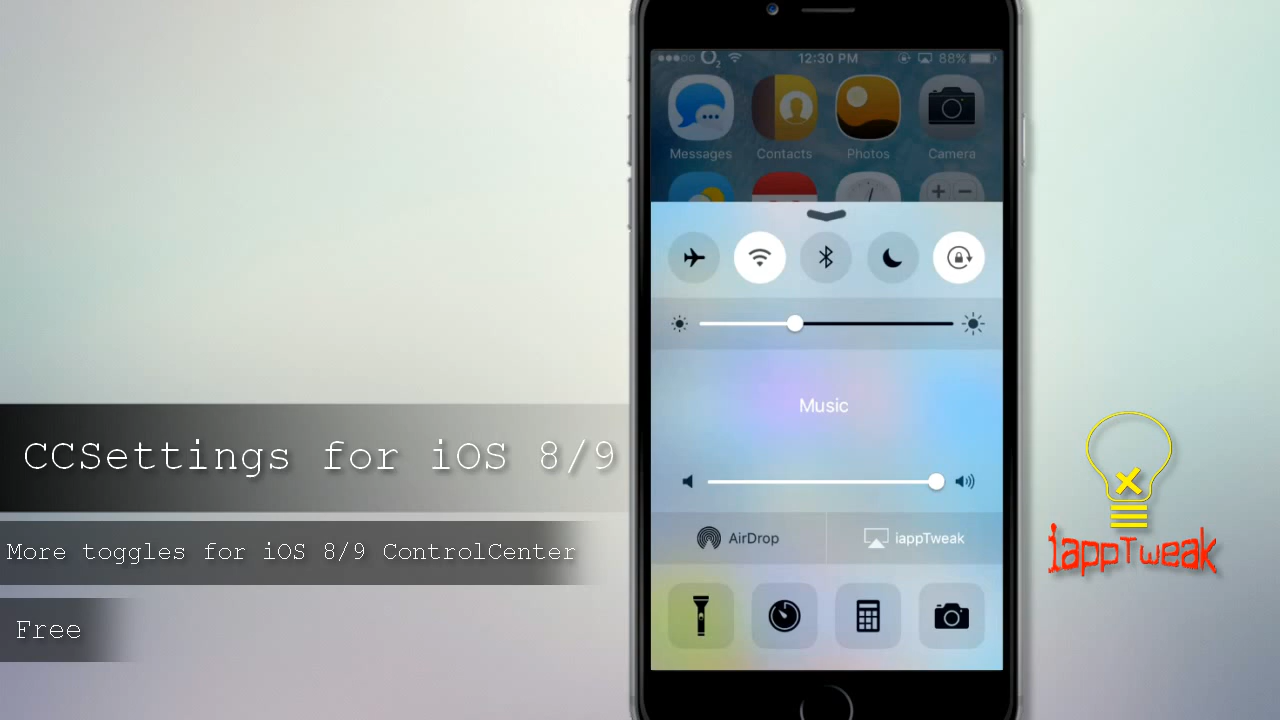 O2 12:30 PM 88%
Messages Contacts Photos Camera
Music
CCSettings for iOS 8/9
AirDrop iappTweak
More toggles for iOS 8/9 ControlCenter
iappTweak
Free